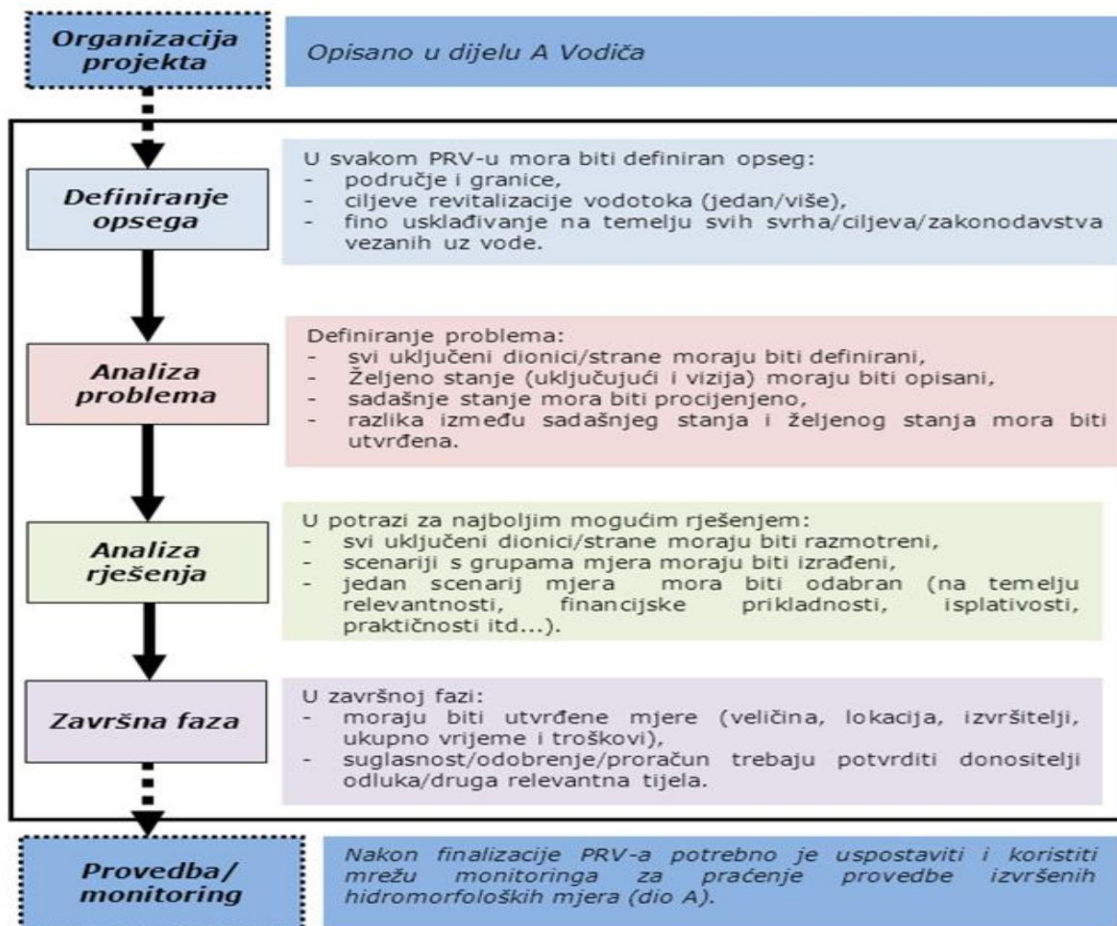 Organizacija
projekta
Opisano u dijelu A Vodiča
Definiranje
opsega
U svakom PRV-u mora biti definiran opseg:
- područje i granice,
- ciljeve revitalizacije vodotoka (jedan/više),
- fino usklađivanje na temelju svih svrha/ciljeva/zakonodavstva
vezanih uz vode.
Analiza
problema
Definiranje problema:
- svi uključeni dionici/strane moraju biti definirani,
- Željeno stanje (uključujući i vizija) moraju biti opisani,
- sadašnje stanje mora biti procijenjeno,
- razlika između sadašnjeg stanja i željenog stanja mora biti
utvrđena.
Analiza
rješenja
U potrazi za najboljim mogućim rješenjem:
- svi uključeni dionici/strane moraju biti razmotreni,
- scenariji s grupama mjera moraju biti izrađeni,
- jedan scenarij mjera mora biti odabran (na temelju
relevantnosti, financijske prikladnosti, isplativosti,
praktičnosti itd...).
Završna faza
U završnoj fazi:
- moraju biti utvrđene mjere (veličina, lokacija, izvršitelji,
ukupno vrijeme i troškovi),
- suglasnost/odobrenje/proračun trebaju potvrditi donositelji
odluka/druga relevantna tijela.
Provedba/
monitoring
Nakon finalizacije PRV-a potrebno je uspostaviti i koristiti
mrežu monitoringa za praćenje provedbe izvršenih
hidromorfoloških mjera (dio A).